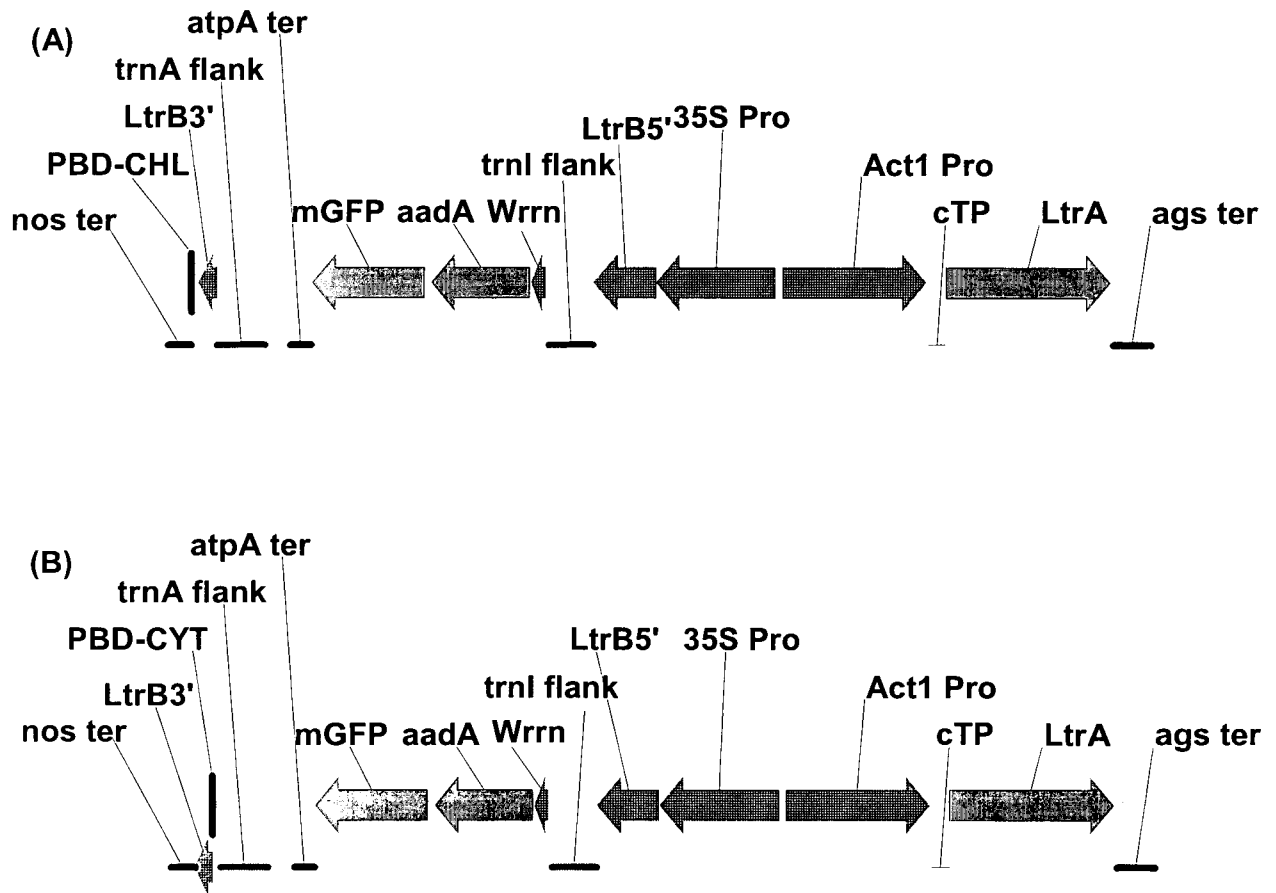 (A)
atpA ter
trnA flank
LtrB3'
LtrB5'
35S Pro
PBD-CHL
trnI flank
Act1 Pro
nos ter
mGFP
aadA
Wrrn
cTP
LtrA
ags ter
(B)
atpA ter
trnA flank
PBD-CYT
LtrB5'
35S Pro
LtrB3'
trnI flank
Act1 Pro
nos ter
mGFP
aadA
Wrrn
cTP
LtrA
ags ter